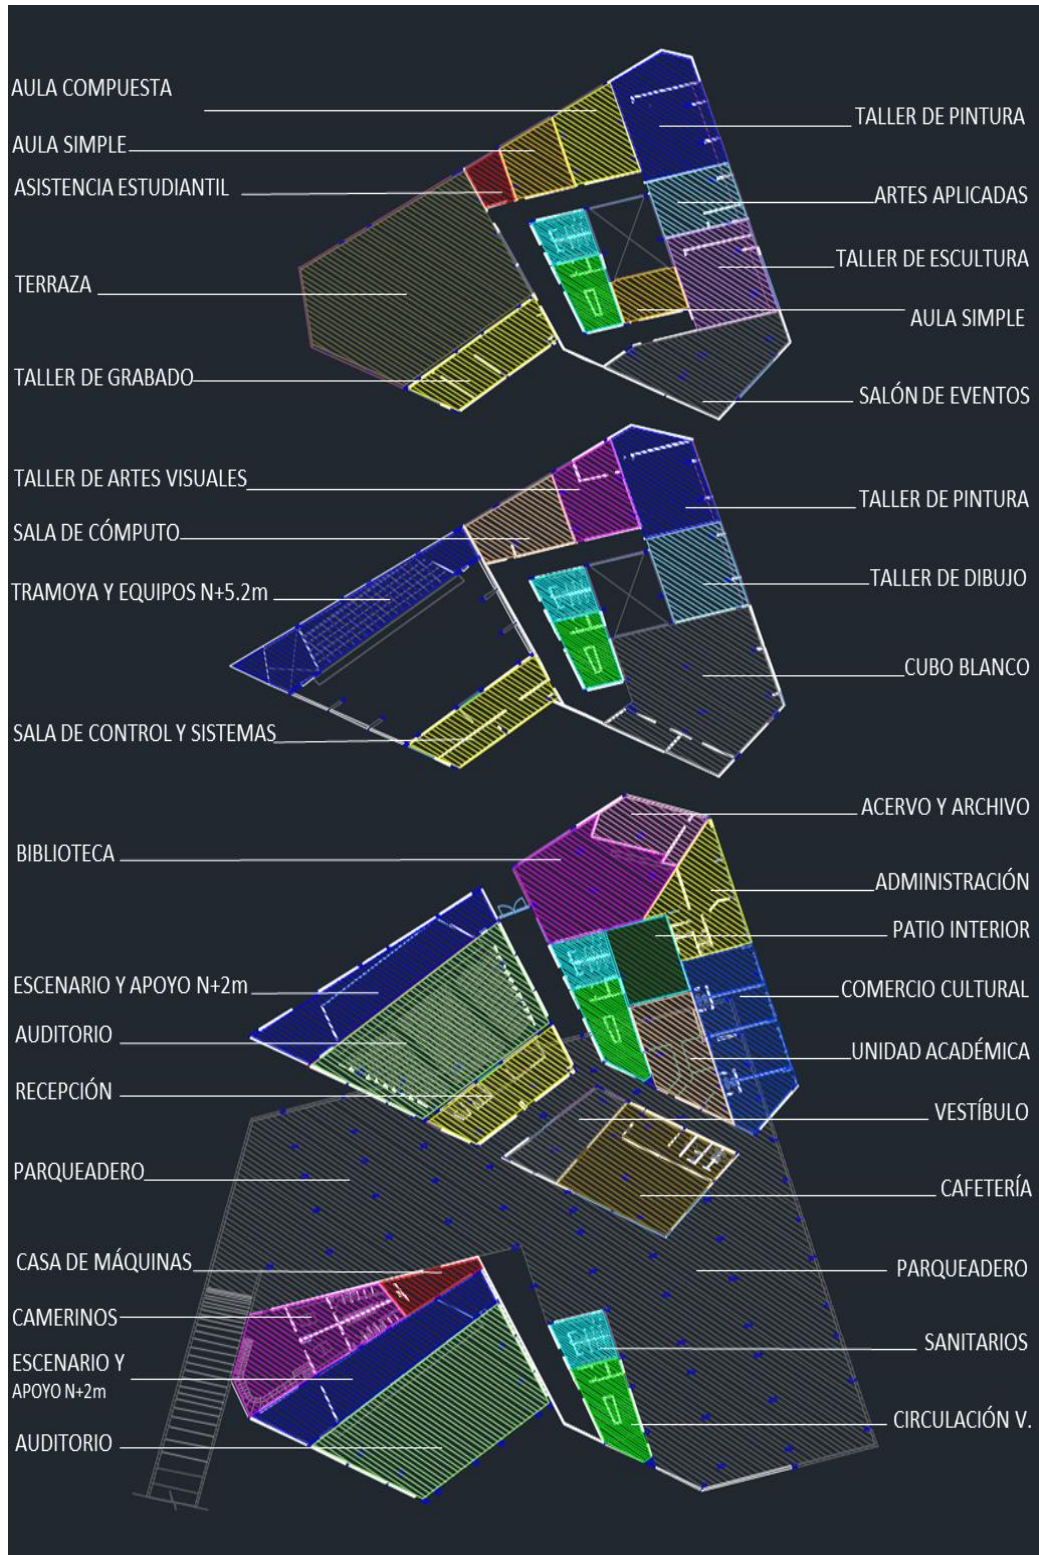 AULA COMPUESTA
TALLER DE PINTURA
AULA SIMPLE
ASISTENCIA ESTUDIANTIL
ARTES APLICADAS
TALLER DE ESCULTURA
TERRAZA
AULA SIMPLE
TALLER DE GRABADO
SALÓN DE EVENTOS
TALLER DE ARTES VISUALES
TALLER DE PINTURA
SALA DE CÓMPUTO
TALLER DE DIBUJO
TRAMOYA Y EQUIPOS N+5.2m
CUBO BLANCO
SALA DE CONTROL Y SISTEMAS
ACERVO Y ARCHIVO
BIBLIOTECA
ADMINISTRACIÓN
PATIO INTERIOR
ESCENARIO Y APOYO N+2m
COMERCIO CULTURAL
AUDITORIO
UNIDAD ACADÉMICA
RECEPCIÓN
VESTÍBULO
PARQUEADERO
CAFETERÍA
CASA DE MÁQUINAS
PARQUEADERO
CAMERINOS
SANITARIOS
ESCENARIO Y
APOYO N+2m
CIRCULACIÓN V.
AUDITORIO